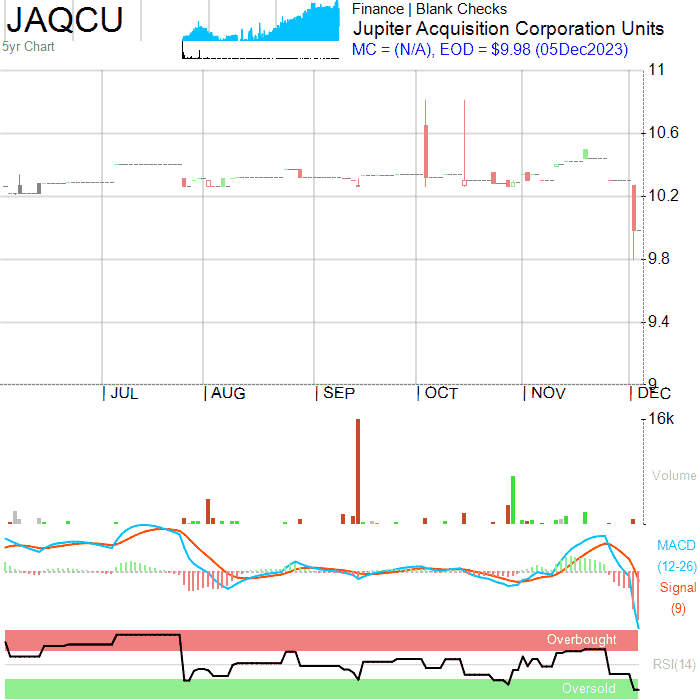 JAQCU
5yr Chart
Finance | Blank Checks
Jupiter Acquisition Corporation Units
MC = (N/A), EOD = $9.98 (05Dec2023)
11
10.6
10.2
9.8
9.4
9
JUL
AUG
SEP
OCT
NOV
DEC
16k
Volume
MACD
(12-26)
Signal
(9)
Overbought
RSI(14)
Oversold